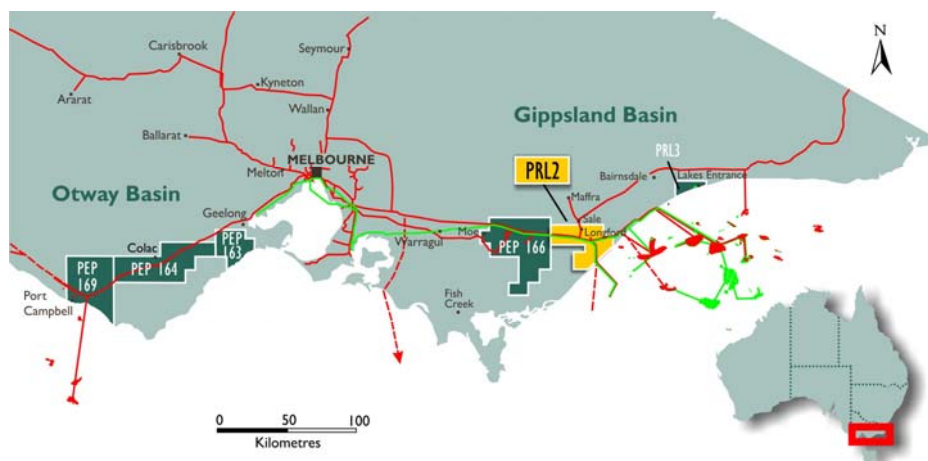 Carisbrook
Seymour
N
Ararat
Kyneton
Wallan
Ballarat
Gippsland Basin
MELBOURNE
Melton
PRL2
PRL3
Bairnsdale
Lakes Entrance
Otway Basin
Maffra
Geelong
Sale
Longford
Moe
Warragul
Colac
PEP
163
PEP 164
PEP 166
PEP
169
Port
Campbell
Fish
Creek
0 50 100
Kilometres